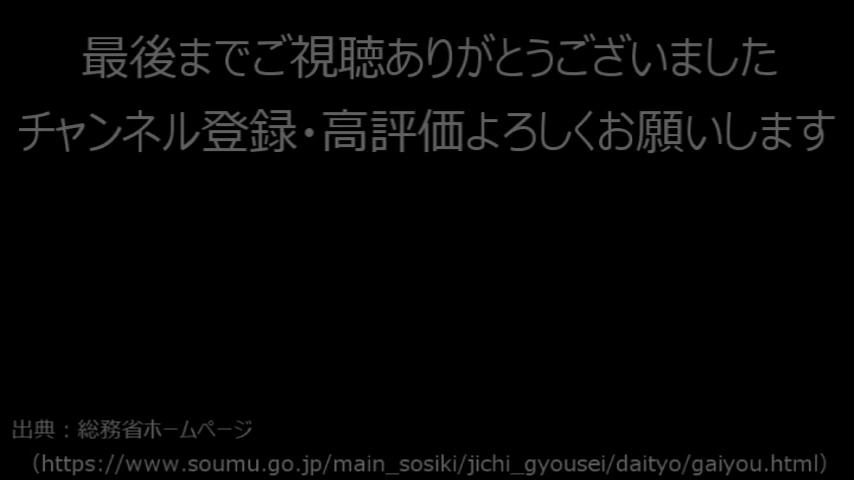 最後までご視聴ありがとうございました
チャンネル登録・高評価よろしくお願いします
出典：総務省ホームページ
（https://www.soumu.go.jp/main_sosiki/jichi_gyousei/daityo/gaiyou.html）